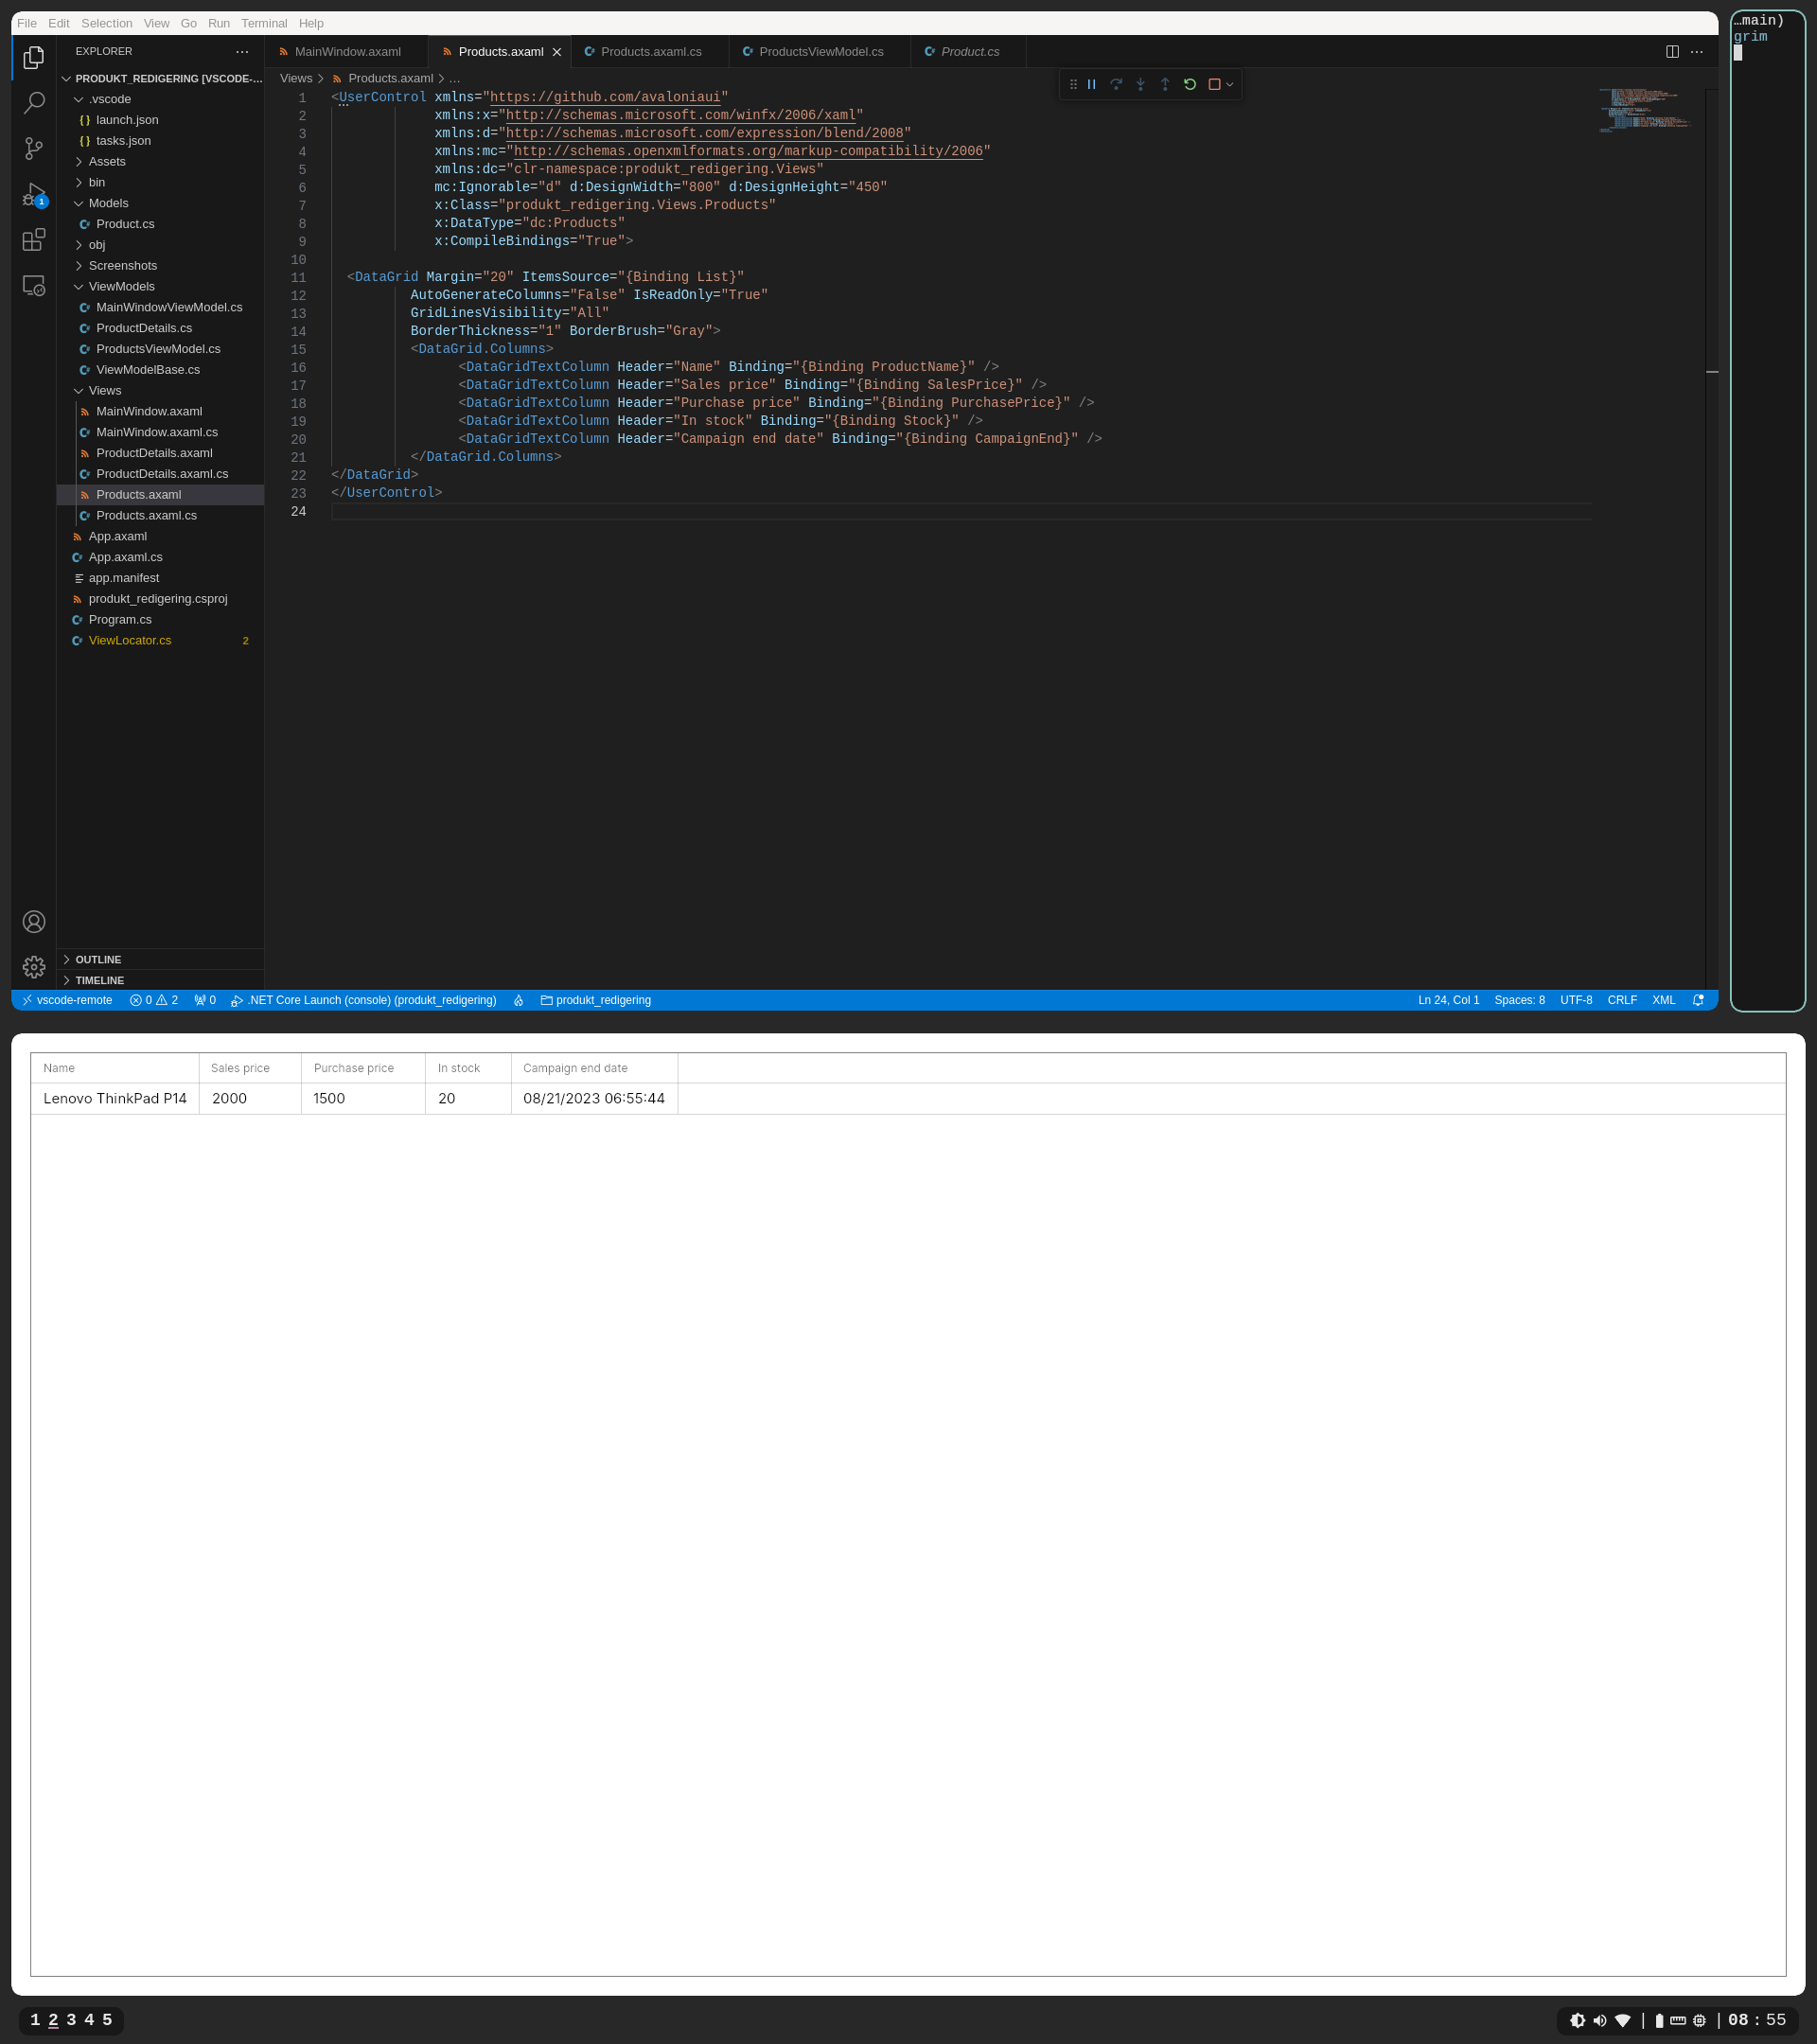 File Edit Selection View Go Run Terminal Help
EXPLORER
PRODUKT_REDIGERING [VSCODE-...
.vscode
launch.json
tasks.json
Assets
bin
Models
Product.cs
obj
Screenshots
ViewModels
MainWindowViewModel.cs
ProductDetails.cs
ProductsViewModel.cs
ViewModelBase.cs
Views
MainWindow.axaml
MainWindow.axaml.cs
ProductDetails.axaml
ProductDetails.axaml.cs
Products.axaml
Products.axaml.cs
App.axaml
App.axaml.cs
app.manifest
produkt_redigering.csproj
Program.cs
ViewLocator.cs 2
OUTLINE
TIMELINE
1
MainWindow.axaml Products.axaml Products.axaml.cs ProductsViewModel.cs Product.cs
Views > Products.axaml > ...
1 <UserControl xmlns="https://github.com/avaloniaui"
2 xmlns:x="http://schemas.microsoft.com/winfx/2006/xaml"
3 xmlns:d="http://schemas.microsoft.com/expression/blend/2008"
4 xmlns:mc="http://schemas.openxmlformats.org/markup-compatibility/2006"
5 xmlns:dc="clr-namespace:produkt_redigering.Views"
6 mc:Ignorable="d" d:DesignWidth="800" d:DesignHeight="450"
7 x:Class="produkt_redigering.Views.Products"
8 x:DataType="dc:Products"
9 x:CompileBindings="True">
10
11 <DataGrid Margin="20" ItemsSource="{Binding List}"
12 AutoGenerateColumns="False" IsReadOnly="True"
13 GridLinesVisibility="All"
14 BorderThickness="1" BorderBrush="Gray">
15 <DataGrid.Columns>
16 <DataGridTextColumn Header="Name" Binding="{Binding ProductName}" />
17 <DataGridTextColumn Header="Sales price" Binding="{Binding SalesPrice}" />
18 <DataGridTextColumn Header="Purchase price" Binding="{Binding PurchasePrice}" />
19 <DataGridTextColumn Header="In stock" Binding="{Binding Stock}" />
20 <DataGridTextColumn Header="Campaign end date" Binding="{Binding CampaignEnd}" />
21 </DataGrid.Columns>
22 </DataGrid>
23 </UserControl>
24
vscode-remote 0 2 0 .NET Core Launch (console) (produkt_redigering) produkt_redigering Ln 24, Col 1 Spaces: 8 UTF-8 CRLF XML
…main)
grim
Name Sales price Purchase price In stock Campaign end date
Lenovo ThinkPad P14 2000 1500 20 08/21/2023 06:55:44
1 2 3 4 5 | | 08 : 55